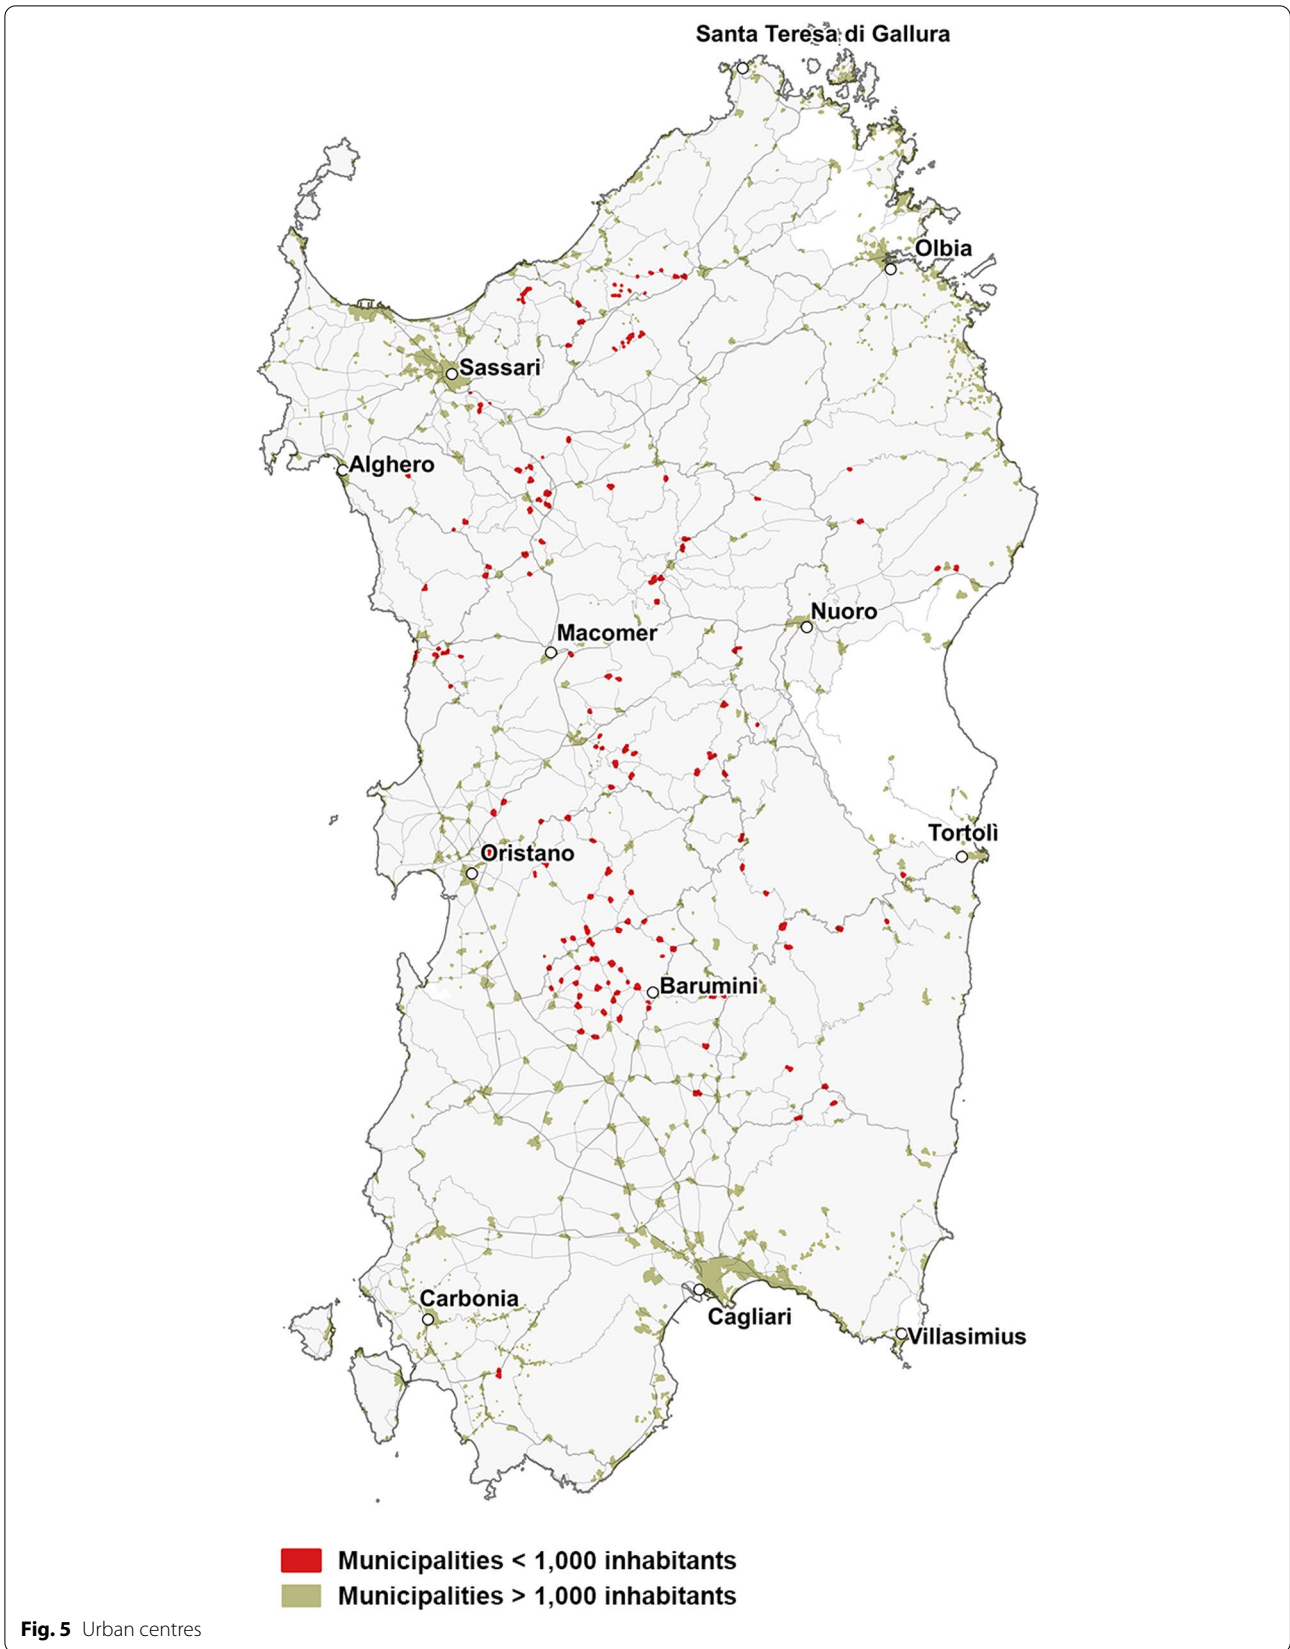 Santa Teresa di Gallura
Olbia
Sassari
Alghero
Nuoro
Macomer
Tortolì
Oristano
Barumini
Carbonia
Cagliari
Villasimius
Municipalities < 1,000 inhabitants
Municipalities > 1,000 inhabitants
Fig. 5 Urban centres